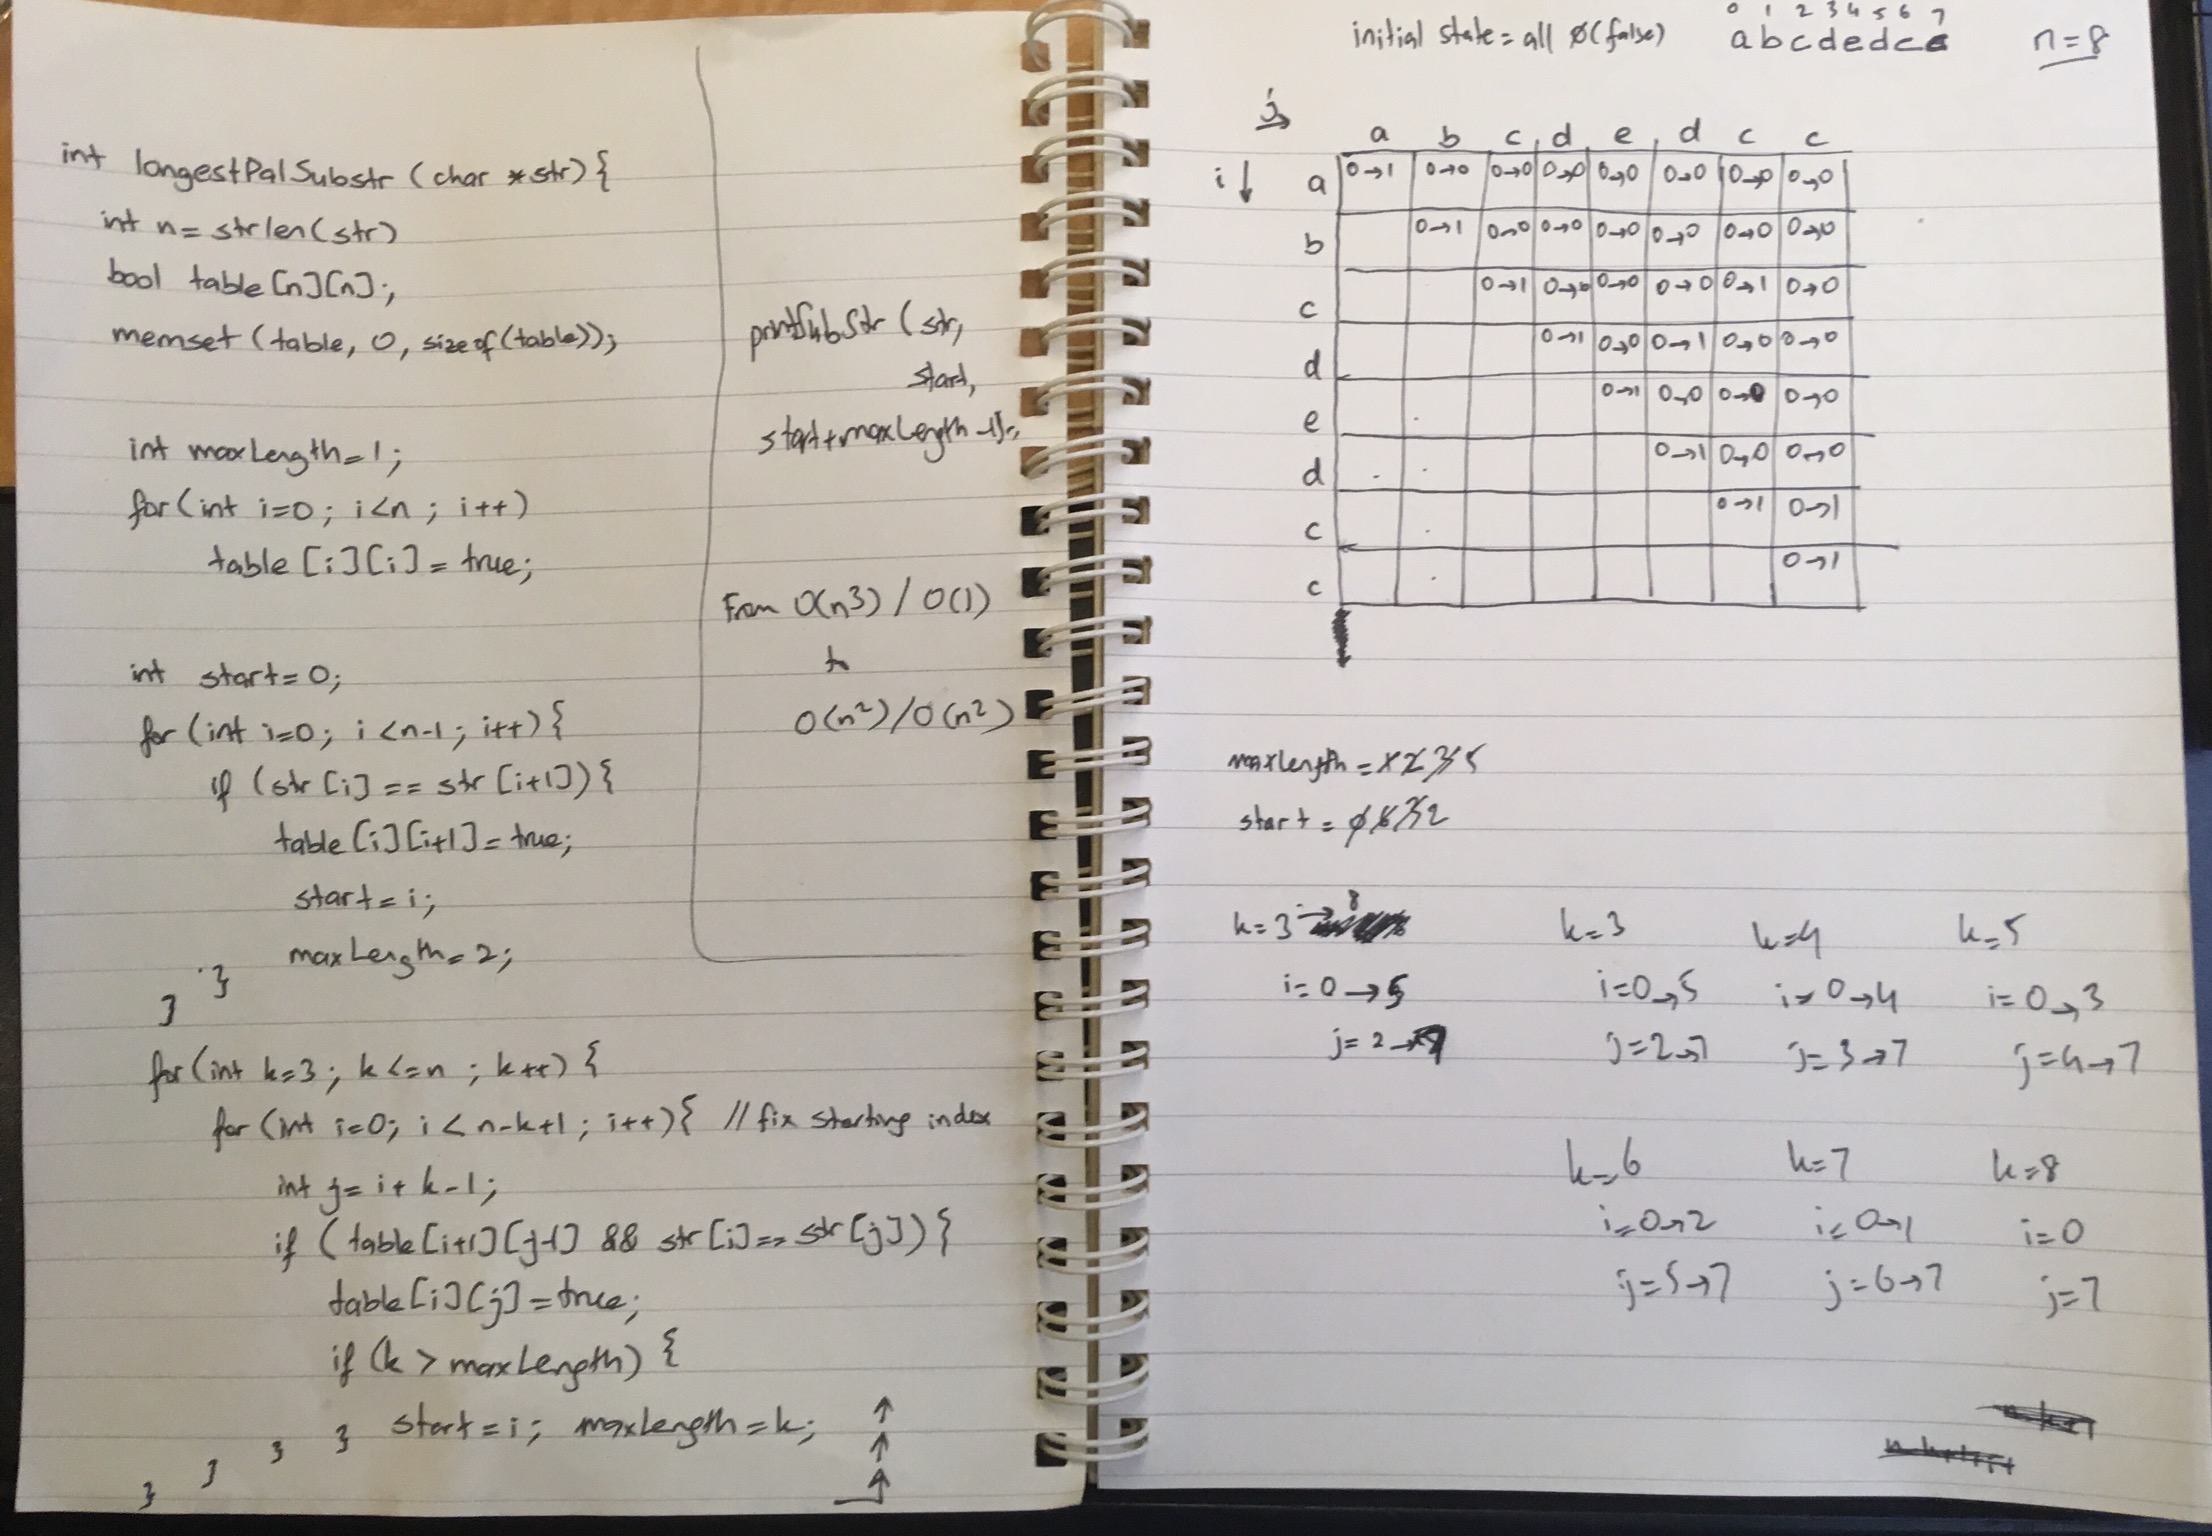 int longestPalSubstr (char *str){
int n= strlen(str)
bool table [n][n];
memset (table, 0, sizeof(table));
int maxLength=1;
for(int i=0; i<n ; i++)
table [i][i] = true;
int start=0;
for (int i=0; i<n-1; i++){
if (str[i] == str [i+1]){
table [i][i+1] = true;
start=i;
maxLength=2;
}
}
for(int k=3; k<=n ; k++) {
for (int i=0; i<n-k+1; i++){ // fix starting index
int j= i+k-1;
if (table[i+1][j-1] && str[i]==str[j]){
table[i][j] = true;
if (k > maxLength) {
} start=i; maxLength=k; ↑
} ↑
} ↑
}
printSubStr (str,
start,
start+maxLength-1);
From O(n3) / O(1)
to
O(n²)/O(n²)
initial state = all 0 (false)
0 1 2 3 4 5 6 7
abcdedcc n=8
j→
a b c d e d c c
i↓ a 0→1 0→0 0→0 0→0 0→0 0→0 0→0 0→0
b 0→1 0→0 0→0 0→0 0→0 0→0 0→0
c 0→1 0→0 0→0 0→0 0→1 0→0
d 0→1 0→0 0→1 0→0 0→0
e 0→1 0→0 0→0 0→0
d 0→1 0→0 0→0
c 0→1 0→1
c 0→1
maxLength = 1 2 3 5
start = 0 6 3 2
k=3 → 8
i=0→5
j=2→7
k=3 k=4 k=5
i=0→5 i=0→4 i=0→3
j=2→7 j=3→7 j=4→7
k=6 k=7 k=8
i=0→2 i=0→1 i=0
j=5→7 j=6→7 j=7